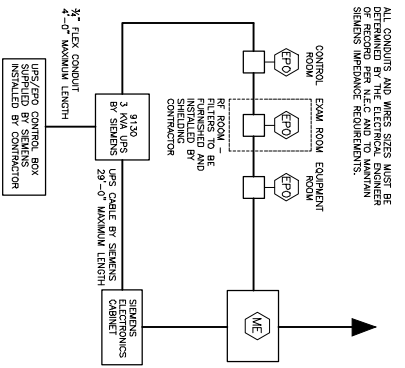 ALL CONDUITS AND WIRES SIZES MUST BE
DETERMINED BY THE ELECTRICAL ENGINEER
OF RECORD PER N.E.C AND TO MAINTAIN
SIEMENS IMPEDANCE REQUIREMENTS.
CONTROL
ROOM
EXAM ROOM
EQUIPMENT
ROOM
EPO
EPO
EPO
RF ROOM -
FILTERS TO BE
FURNISHED AND
INSTALLED BY
SHIELDING
CONTRACTOR
ME
9130
3 KVA UPS
BY SIEMENS
UPS CABLE BY SIEMENS
29'-0" MAXIMUM LENGTH
SIEMENS
ELECTRONICS
CABINET
3/4" FLEX CONDUIT
4'-0" MAXIMUM LENGTH
UPS/EPO CONTROL BOX
SUPPLIED BY SIEMENS
INSTALLED BY CONTRACTOR